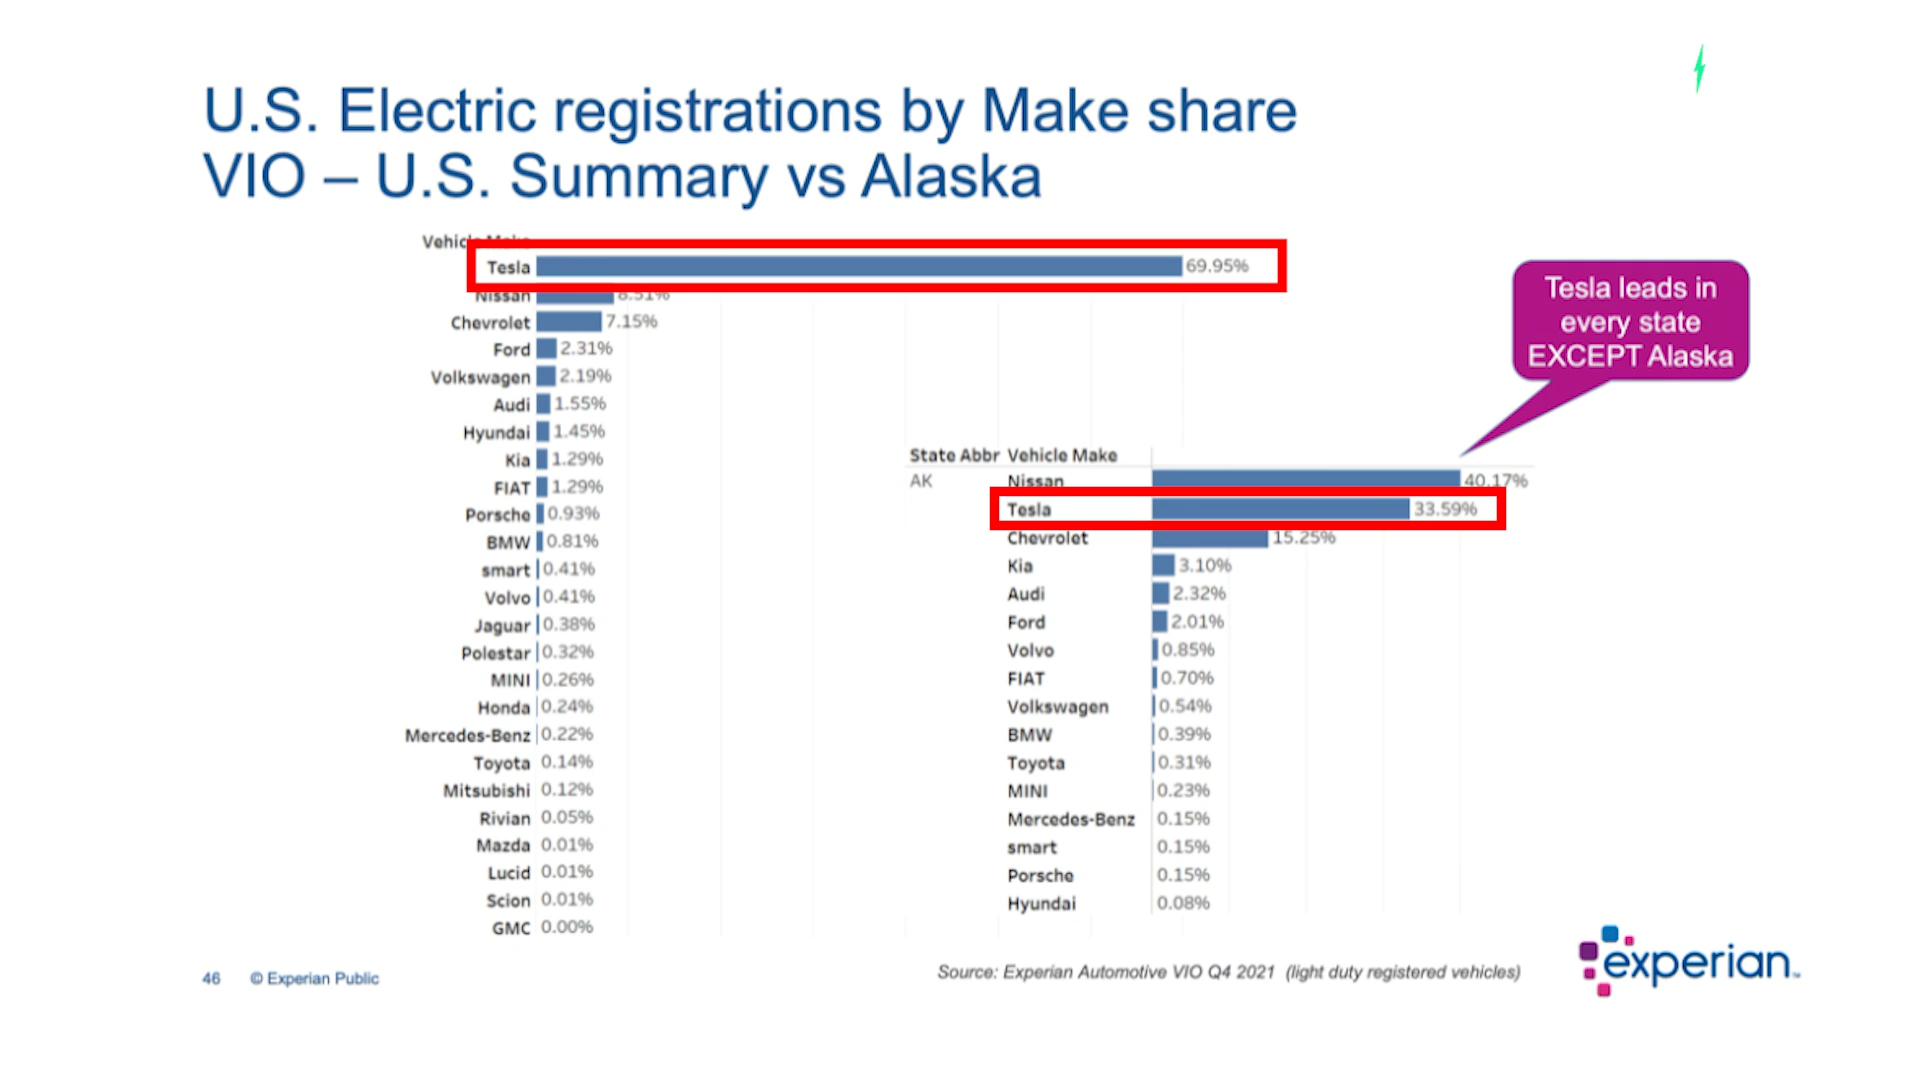 U.S. Electric registrations by Make share
VIO – U.S. Summary vs Alaska
Vehicle Make
Tesla 69.95%
Nissan 8.51%
Chevrolet 7.15%
Ford 2.31%
Volkswagen 2.19%
Audi 1.55%
Hyundai 1.45%
Kia 1.29%
FIAT 1.29%
Porsche 0.93%
BMW 0.81%
smart 0.41%
Volvo 0.41%
Jaguar 0.38%
Polestar 0.32%
MINI 0.26%
Honda 0.24%
Mercedes-Benz 0.22%
Toyota 0.14%
Mitsubishi 0.12%
Rivian 0.05%
Mazda 0.01%
Lucid 0.01%
Scion 0.01%
GMC 0.00%
Tesla leads in
every state
EXCEPT Alaska
State Abbr Vehicle Make
AK Nissan 40.17%
Tesla 33.59%
Chevrolet 15.25%
Kia 3.10%
Audi 2.32%
Ford 2.01%
Volvo 0.85%
FIAT 0.70%
Volkswagen 0.54%
BMW 0.39%
Toyota 0.31%
MINI 0.23%
Mercedes-Benz 0.15%
smart 0.15%
Porsche 0.15%
Hyundai 0.08%
46 © Experian Public
Source: Experian Automotive VIO Q4 2021 (light duty registered vehicles)
experian™